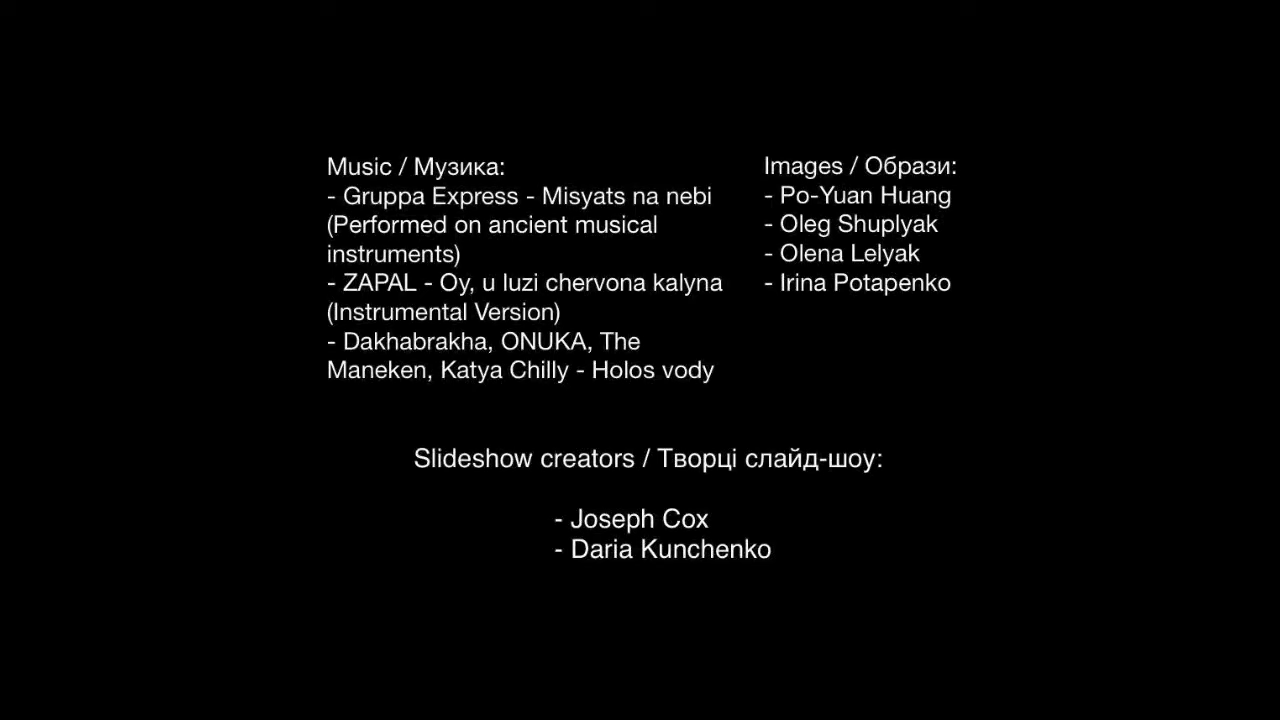 Music / Музика:
- Gruppa Express - Misyats na nebi
(Performed on ancient musical
instruments)
- ZAPAL - Oy, u luzi chervona kalyna
(Instrumental Version)
- Dakhabrakha, ONUKA, The
Maneken, Katya Chilly - Holos vody
Images / Образи:
- Po-Yuan Huang
- Oleg Shuplyak
- Olena Lelyak
- Irina Potapenko
Slideshow creators / Творці слайд-шоу:
- Joseph Cox
- Daria Kunchenko